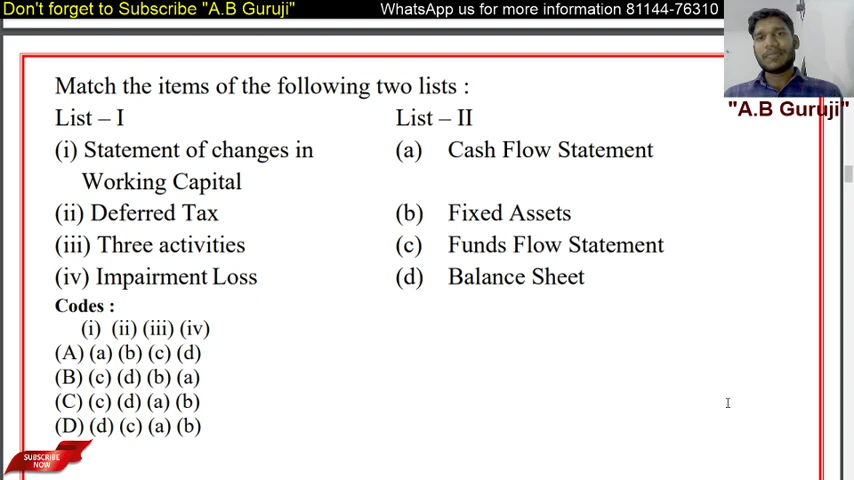 Don't forget to Subscribe "A.B Guruji" WhatsApp us for more information 81144-76310
"A.B Guruji"
Match the items of the following two lists :
List – I List – II
(i) Statement of changes in (a) Cash Flow Statement
Working Capital
(ii) Deferred Tax (b) Fixed Assets
(iii) Three activities (c) Funds Flow Statement
(iv) Impairment Loss (d) Balance Sheet
Codes :
(i) (ii) (iii) (iv)
(A) (a) (b) (c) (d)
(B) (c) (d) (b) (a)
(C) (c) (d) (a) (b)
(D) (d) (c) (a) (b)
SUBSCRIBE
NOW